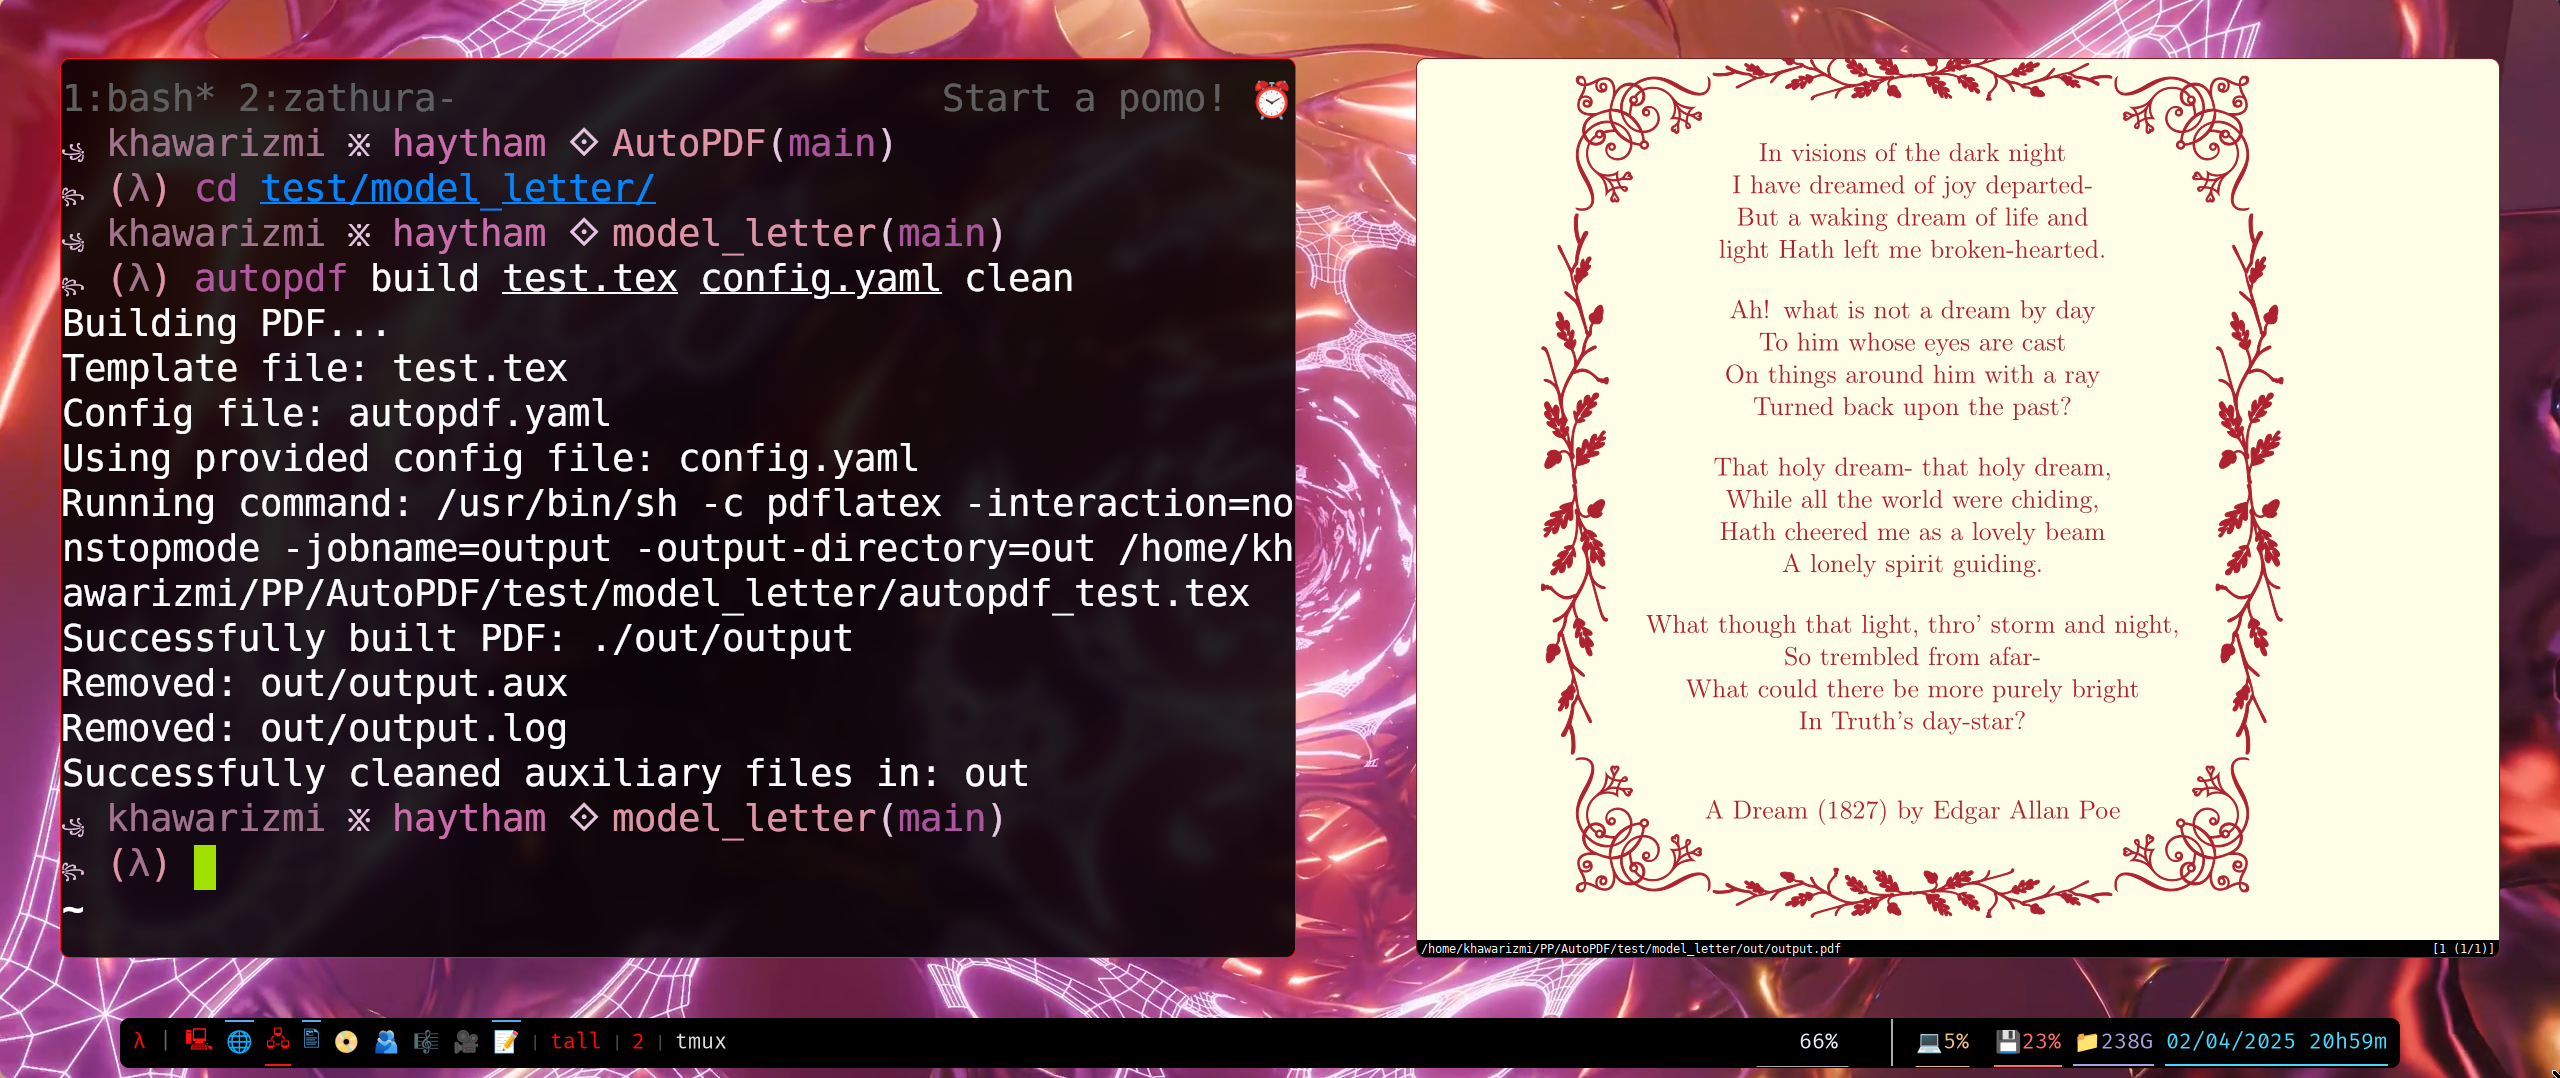 1:bash* 2:zathura- Start a pomo!
khawarizmi ※ haytham ◇ AutoPDF(main)
(λ) cd test/model_letter/
khawarizmi ※ haytham ◇ model_letter(main)
(λ) autopdf build test.tex config.yaml clean
Building PDF...
Template file: test.tex
Config file: autopdf.yaml
Using provided config file: config.yaml
Running command: /usr/bin/sh -c pdflatex -interaction=no
nstopmode -jobname=output -output-directory=out /home/kh
awarizmi/PP/AutoPDF/test/model_letter/autopdf_test.tex
Successfully built PDF: ./out/output
Removed: out/output.aux
Removed: out/output.log
Successfully cleaned auxiliary files in: out
khawarizmi ※ haytham ◇ model_letter(main)
(λ)
~
In visions of the dark night
I have dreamed of joy departed-
But a waking dream of life and
light Hath left me broken-hearted.
Ah! what is not a dream by day
To him whose eyes are cast
On things around him with a ray
Turned back upon the past?
That holy dream- that holy dream,
While all the world were chiding,
Hath cheered me as a lovely beam
A lonely spirit guiding.
What though that light, thro' storm and night,
So trembled from afar-
What could there be more purely bright
In Truth's day-star?
A Dream (1827) by Edgar Allan Poe
/home/khawarizmi/PP/AutoPDF/test/model_letter/out/output.pdf [1 (1/1)]
λ | | tall | 2 | tmux 66% 5% 23% 238G 02/04/2025 20h59m